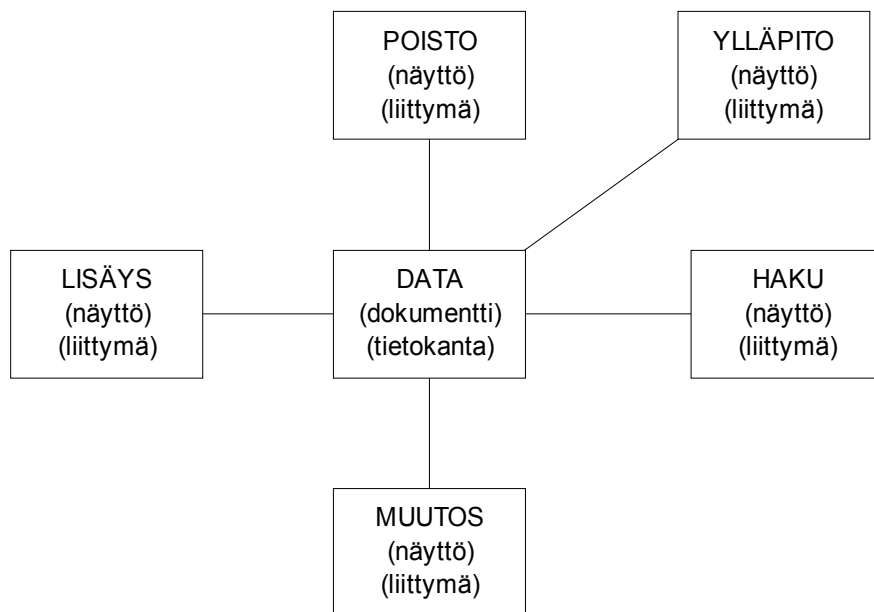 POISTO
(näyttö)
(liittymä)
YLLÄPITO
(näyttö)
(liittymä)
LISÄYS
(näyttö)
(liittymä)
DATA
(dokumentti)
(tietokanta)
HAKU
(näyttö)
(liittymä)
MUUTOS
(näyttö)
(liittymä)